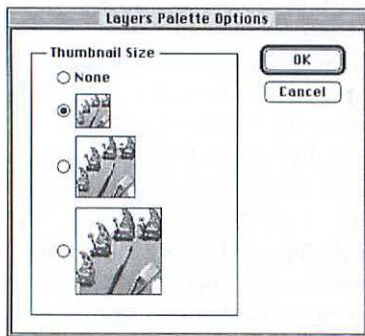 Layers Palette Options
Thumbnail Size
None
OK
Cancel